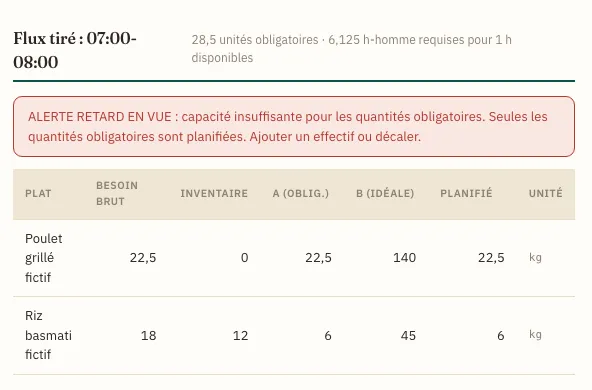 Flux tiré : 07:00-
08:00
28,5 unités obligatoires · 6,125 h-homme requises pour 1 h
disponibles
ALERTE RETARD EN VUE : capacité insuffisante pour les quantités obligatoires. Seules les
quantités obligatoires sont planifiées. Ajouter un effectif ou décaler.
PLAT BESOIN BRUT INVENTAIRE A (OBLIG.) B (IDÉALE) PLANIFIÉ UNITÉ
Poulet grillé fictif 22,5 0 22,5 140 22,5 kg
Riz basmati fictif 18 12 6 45 6 kg